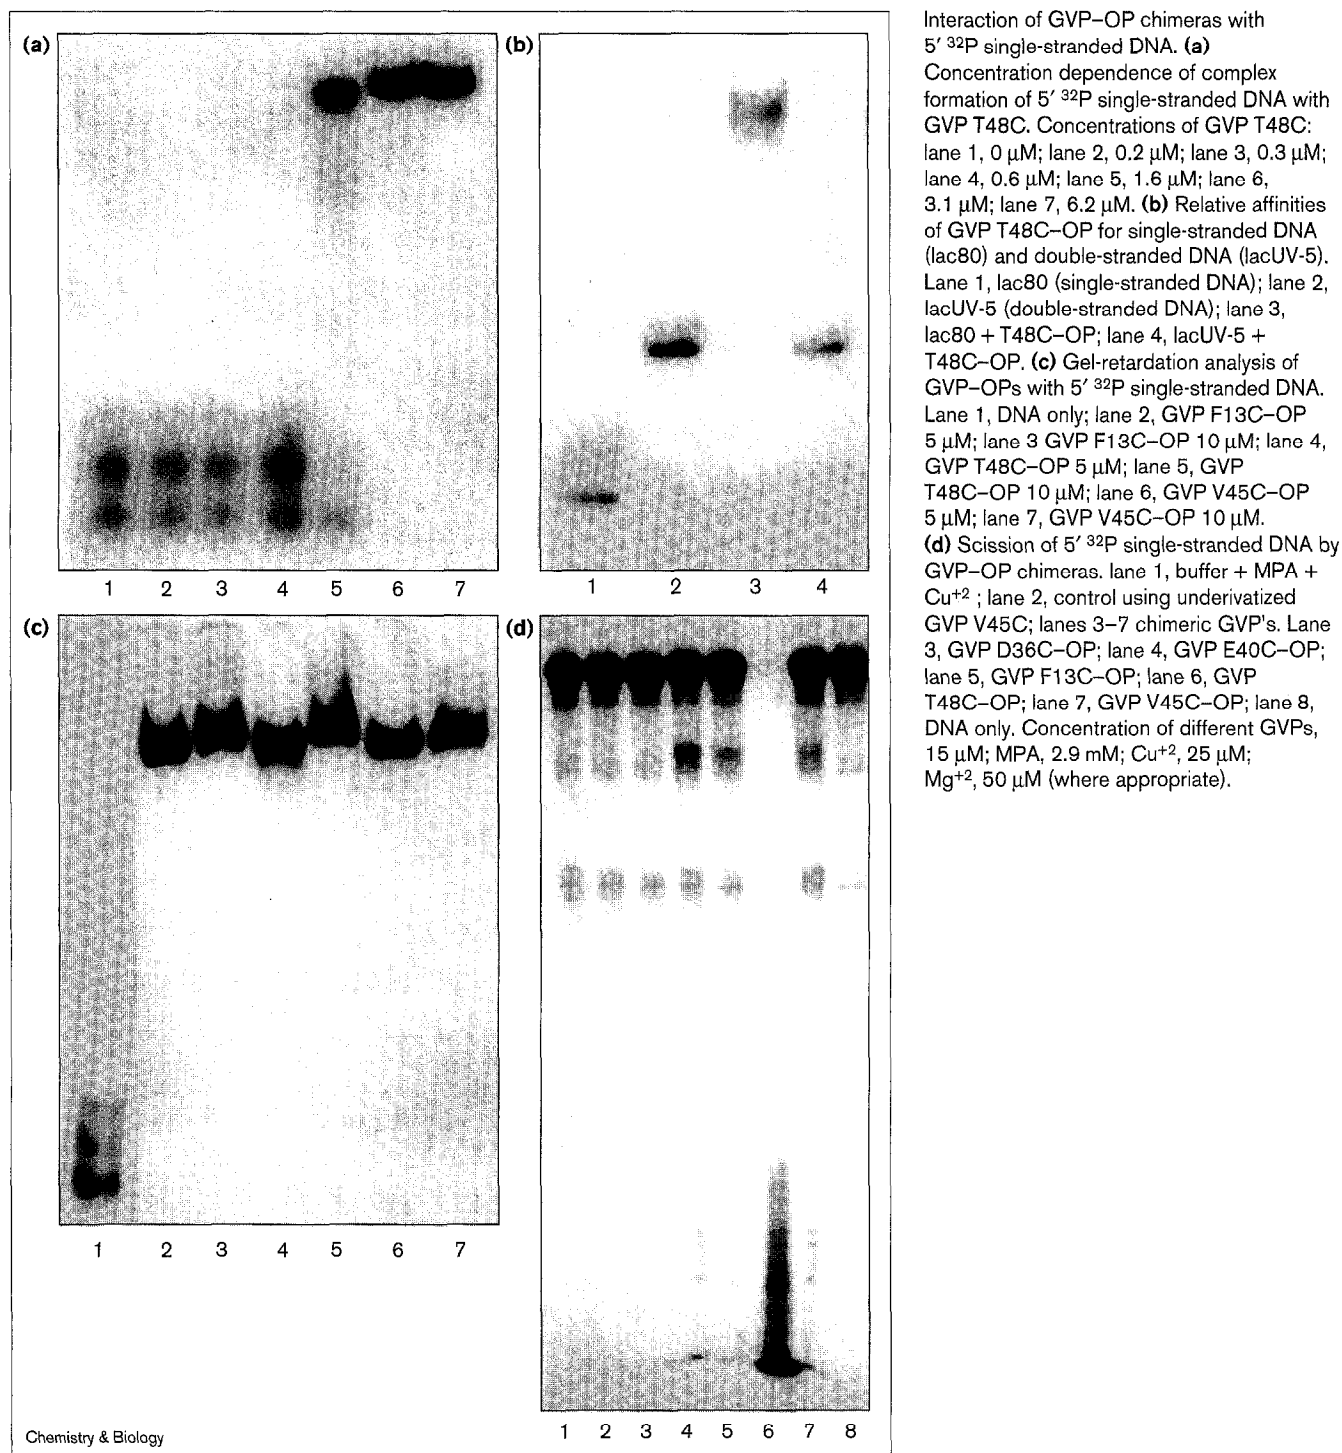 (a)
1 2 3 4 5 6 7
(b)
1 2 3 4
(c)
1 2 3 4 5 6 7
(d)
1 2 3 4 5 6 7 8
Chemistry & Biology
Interaction of GVP–OP chimeras with
5′ ³²P single-stranded DNA. (a)
Concentration dependence of complex
formation of 5′ ³²P single-stranded DNA with
GVP T48C. Concentrations of GVP T48C:
lane 1, 0 μM; lane 2, 0.2 μM; lane 3, 0.3 μM;
lane 4, 0.6 μM; lane 5, 1.6 μM; lane 6,
3.1 μM; lane 7, 6.2 μM. (b) Relative affinities
of GVP T48C–OP for single-stranded DNA
(lac80) and double-stranded DNA (lacUV-5).
Lane 1, lac80 (single-stranded DNA); lane 2,
lacUV-5 (double-stranded DNA); lane 3,
lac80 + T48C–OP; lane 4, lacUV-5 +
T48C–OP. (c) Gel-retardation analysis of
GVP–OPs with 5′ ³²P single-stranded DNA.
Lane 1, DNA only; lane 2, GVP F13C–OP
5 μM; lane 3 GVP F13C–OP 10 μM; lane 4,
GVP T48C–OP 5 μM; lane 5, GVP
T48C–OP 10 μM; lane 6, GVP V45C–OP
5 μM; lane 7, GVP V45C–OP 10 μM.
(d) Scission of 5′ ³²P single-stranded DNA by
GVP–OP chimeras. lane 1, buffer + MPA +
Cu⁺² ; lane 2, control using underivatized
GVP V45C; lanes 3–7 chimeric GVP's. Lane
3, GVP D36C–OP; lane 4, GVP E40C–OP;
lane 5, GVP F13C–OP; lane 6, GVP
T48C–OP; lane 7, GVP V45C–OP; lane 8,
DNA only. Concentration of different GVPs,
15 μM; MPA, 2.9 mM; Cu⁺², 25 μM;
Mg⁺², 50 μM (where appropriate).